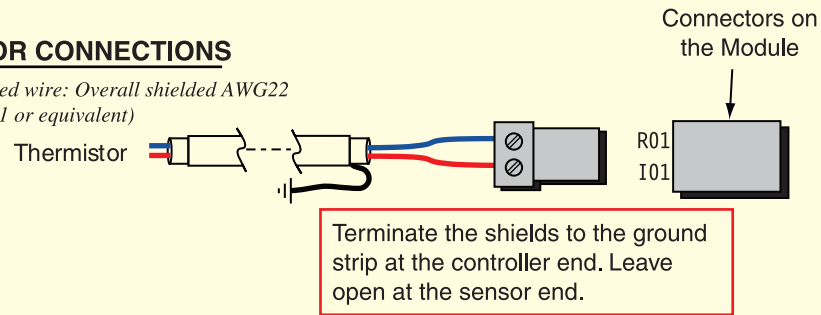 Connectors on
the Module
OR CONNECTIONS
ed wire: Overall shielded AWG22
1 or equivalent)
Thermistor
R01
I01
Terminate the shields to the ground
strip at the controller end. Leave
open at the sensor end.